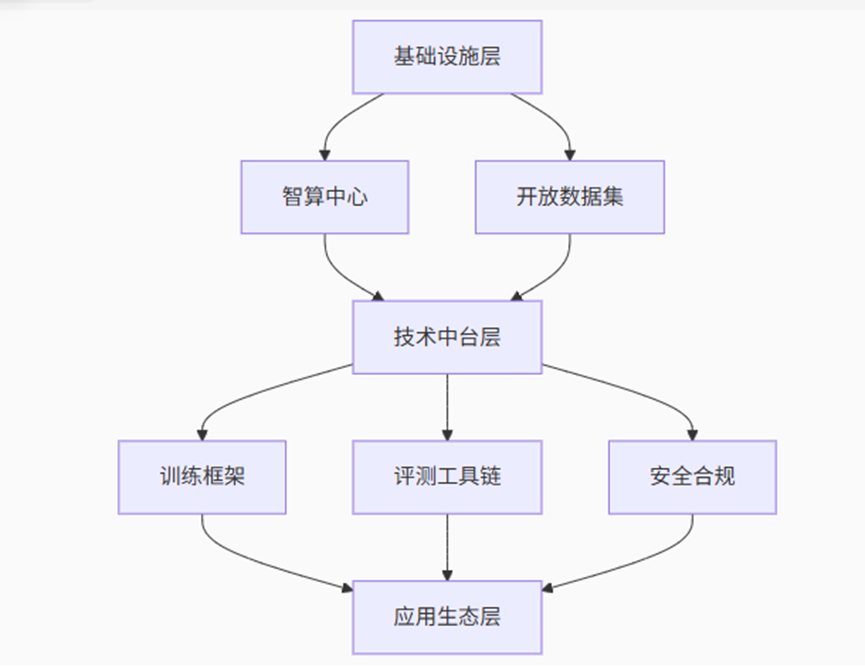 基础设施层
智算中心
开放数据集
技术中台层
训练框架
评测工具链
安全合规
应用生态层